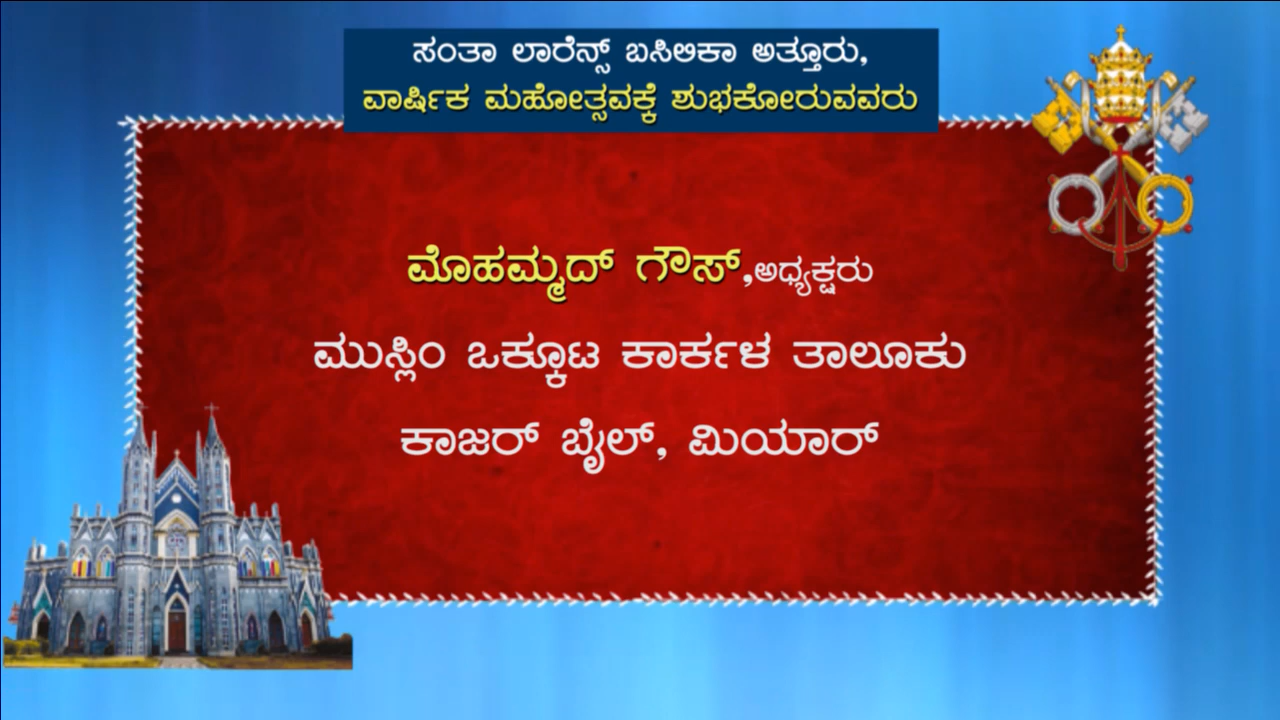 ಸಂತಾ ಲಾರೆನ್ಸ್ ಬಸಿಲಿಕಾ ಅತ್ತೂರು,
ವಾರ್ಷಿಕ ಮಹೋತ್ಸವಕ್ಕೆ ಶುಭಕೋರುವವರು
ಮೊಹಮ್ಮದ್ ಗೌಸ್,ಅಧ್ಯಕ್ಷರು
ಮುಸ್ಲಿಂ ಒಕ್ಕೂಟ ಕಾರ್ಕಳ ತಾಲೂಕು
ಕಾಜರ್ ಬೈಲ್, ಮಿಯಾರ್